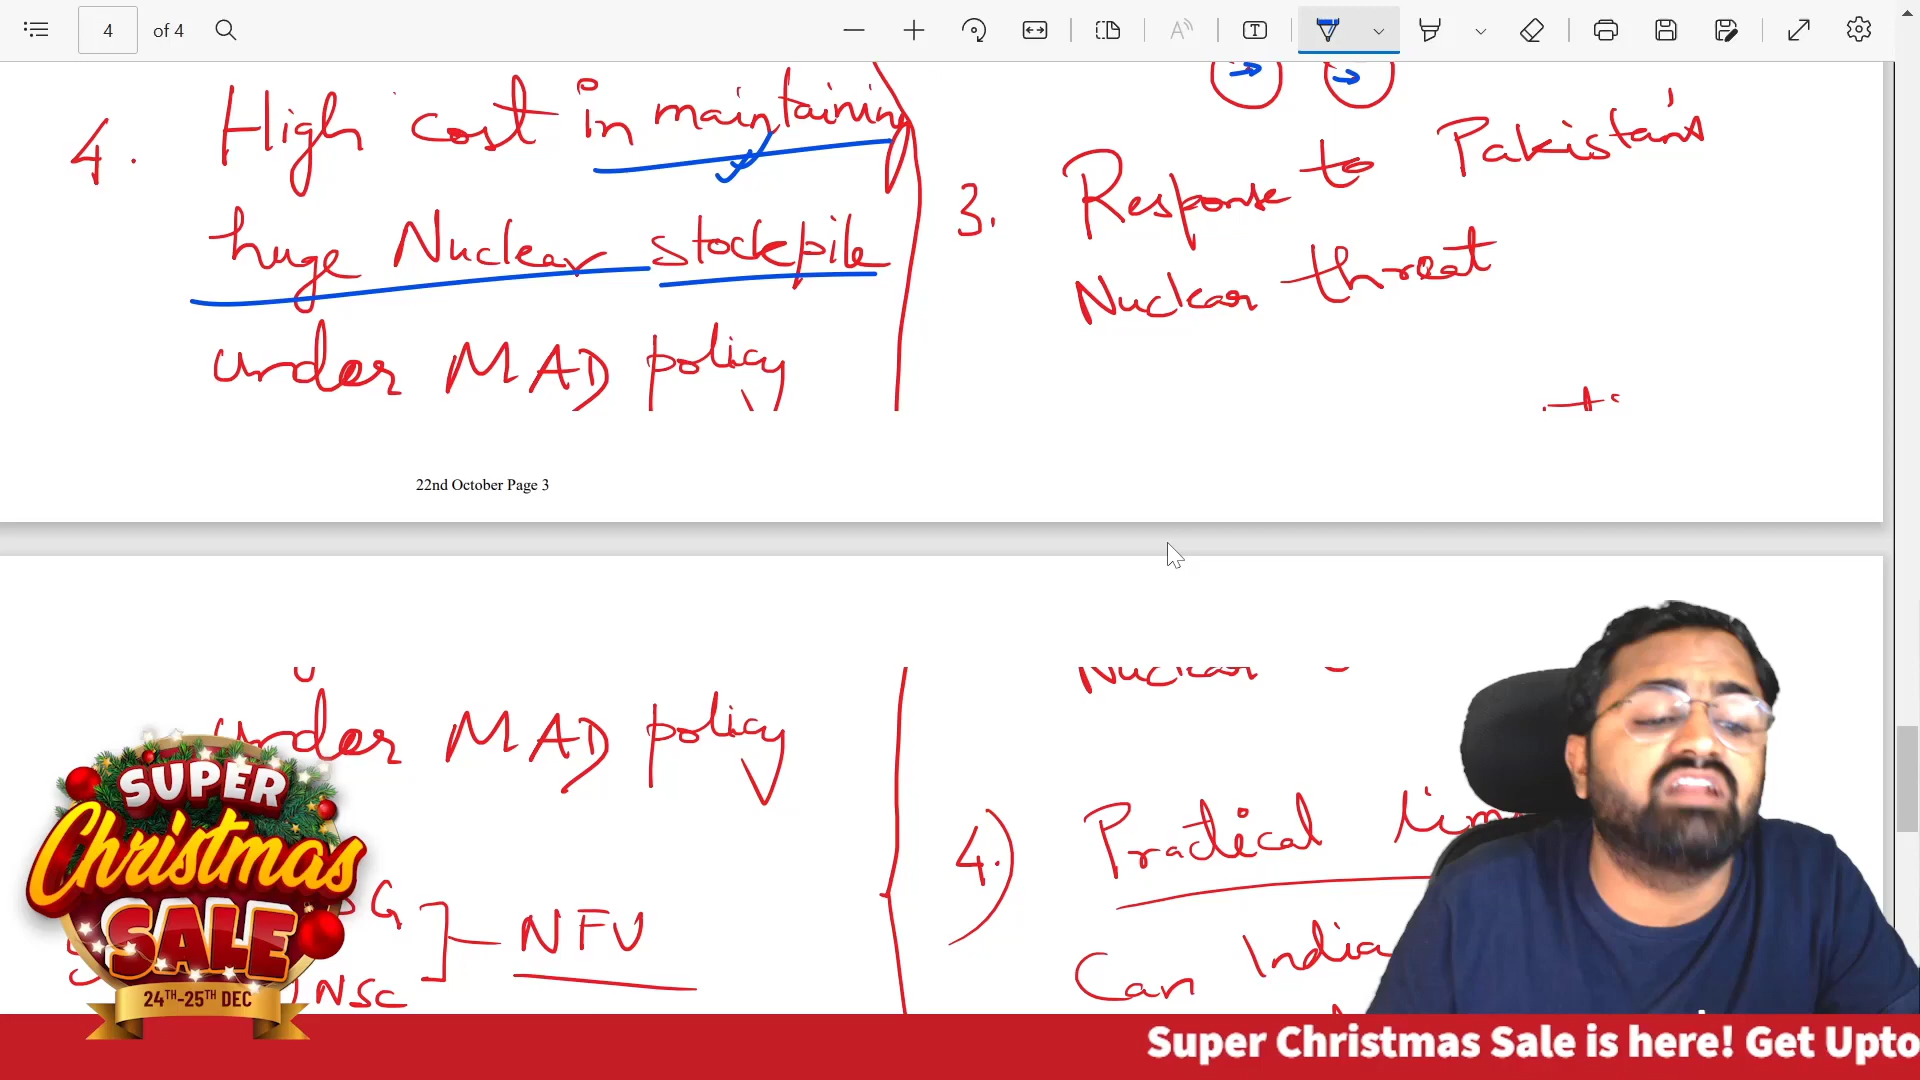 4 of 4
4. High cost in maintaining
huge Nuclear stockpile
under MAD policy
3. Response to Pakistan's
Nuclear threat
22nd October Page 3
under MAD policy
NFU
NSC
Nuclear
4.) Practical
Can India
SUPER
Christmas
SALE
24TH-25TH DEC
Super Christmas Sale is here! Get Upto